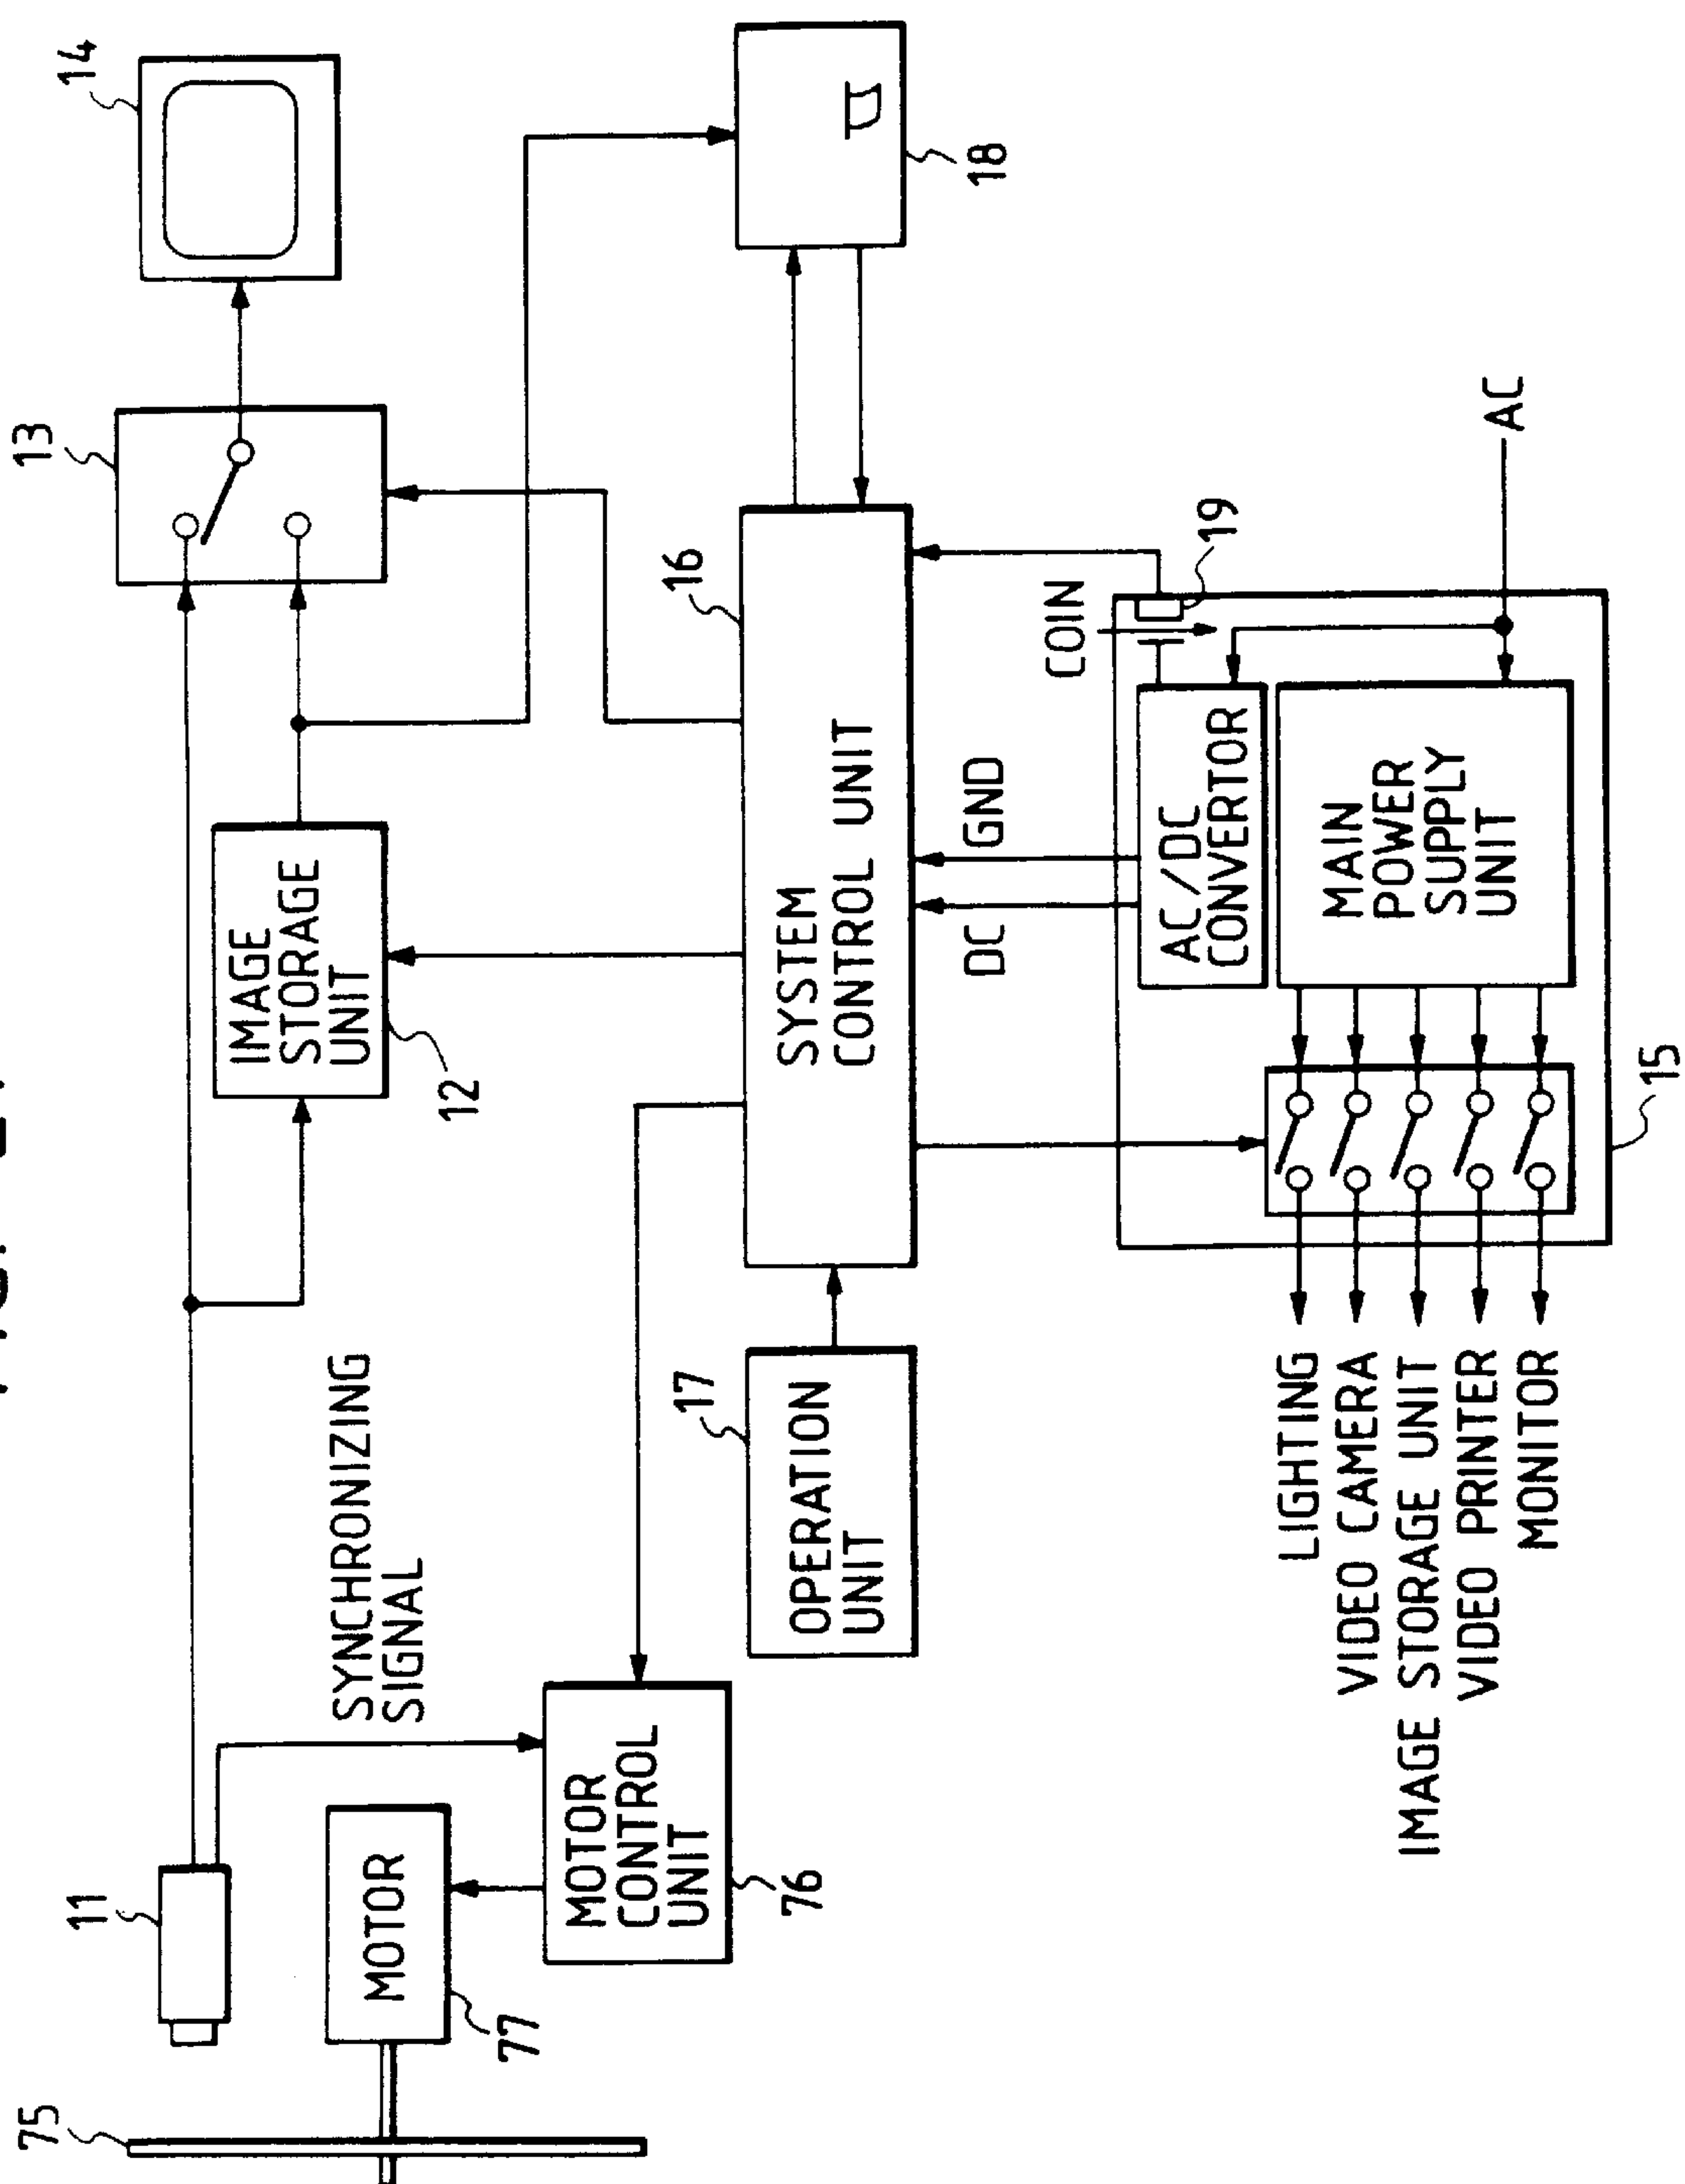 75
11
SYNCHRONIZING
SIGNAL
MOTOR
77
MOTOR
CONTROL
UNIT
76
12
IMAGE
STORAGE
UNIT
13
14
OPERATION
UNIT
17
SYSTEM
CONTROL UNIT
16
18
DC
GND
COIN
19
AC/DC
CONVERTOR
MAIN
POWER
SUPPLY
UNIT
AC
15
LIGHTING
VIDEO CAMERA
IMAGE STORAGE UNIT
VIDEO PRINTER
MONITOR